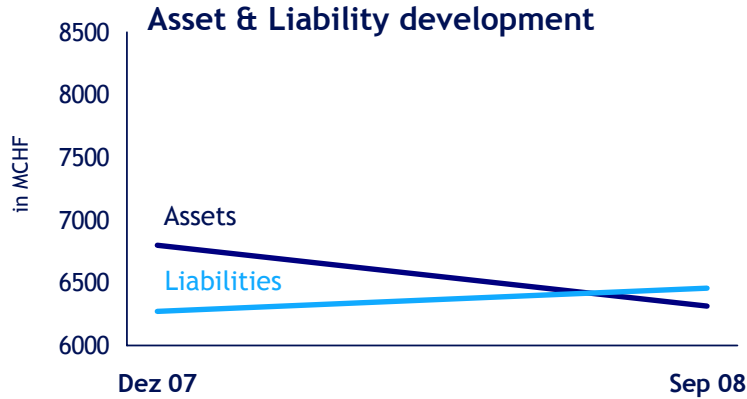 Asset & Liability development
8500
8000
7500
7000
6500
6000
in MCHF
Assets
Liabilities
Dez 07
Sep 08